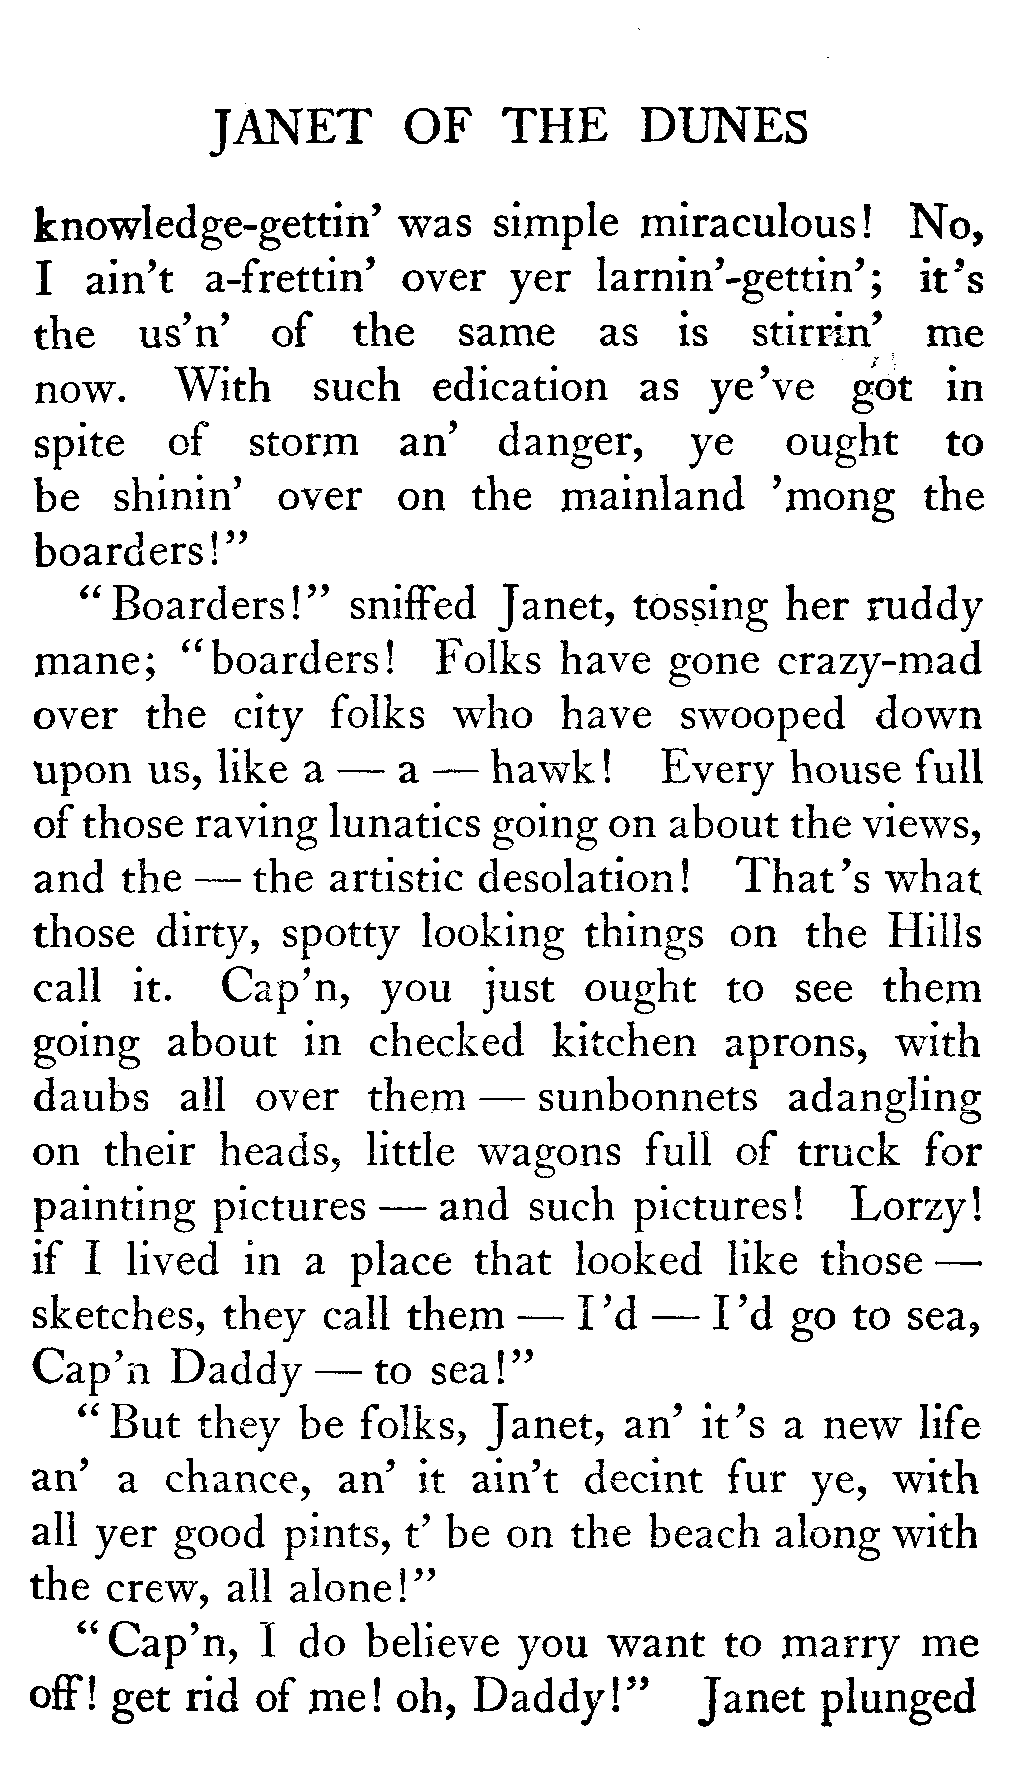 JANET OF THE DUNES
knowledge-gettin’ was simple miraculous! No,
I ain’t a-frettin’ over yer larnin’-gettin’; it’s
the us’n’ of the same as is stirrin’ me
now. With such edication as ye’ve got in
spite of storm an’ danger, ye ought to
be shinin’ over on the mainland ’mong the
boarders!”
“Boarders!” sniffed Janet, tossing her ruddy
mane; “boarders! Folks have gone crazy-mad
over the city folks who have swooped down
upon us, like a — a — hawk! Every house full
of those raving lunatics going on about the views,
and the — the artistic desolation! That’s what
those dirty, spotty looking things on the Hills
call it. Cap’n, you just ought to see them
going about in checked kitchen aprons, with
daubs all over them — sunbonnets adangling
on their heads, little wagons full of truck for
painting pictures — and such pictures! Lorzy!
if I lived in a place that looked like those —
sketches, they call them — I’d — I’d go to sea,
Cap’n Daddy — to sea!”
“But they be folks, Janet, an’ it’s a new life
an’ a chance, an’ it ain’t decint fur ye, with
all yer good pints, t’ be on the beach along with
the crew, all alone!”
“Cap’n, I do believe you want to marry me
off! get rid of me! oh, Daddy!” Janet plunged